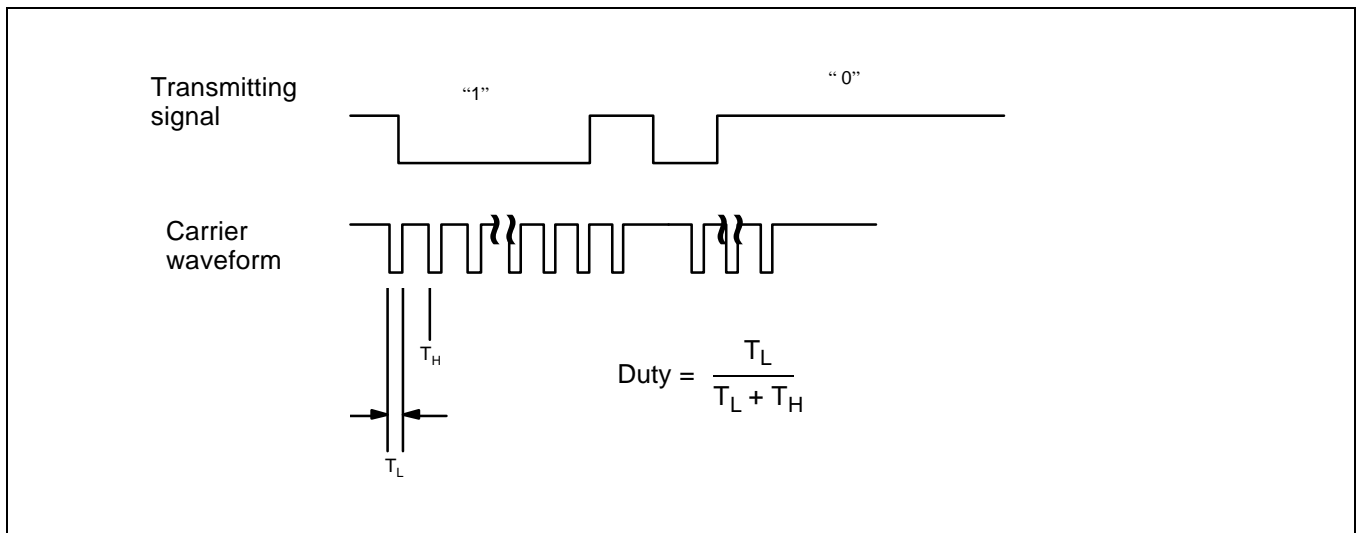 Transmitting
signal
“1”
“ 0”
Carrier
waveform
T_H
Duty = T_L / T_L + T_H
T_L